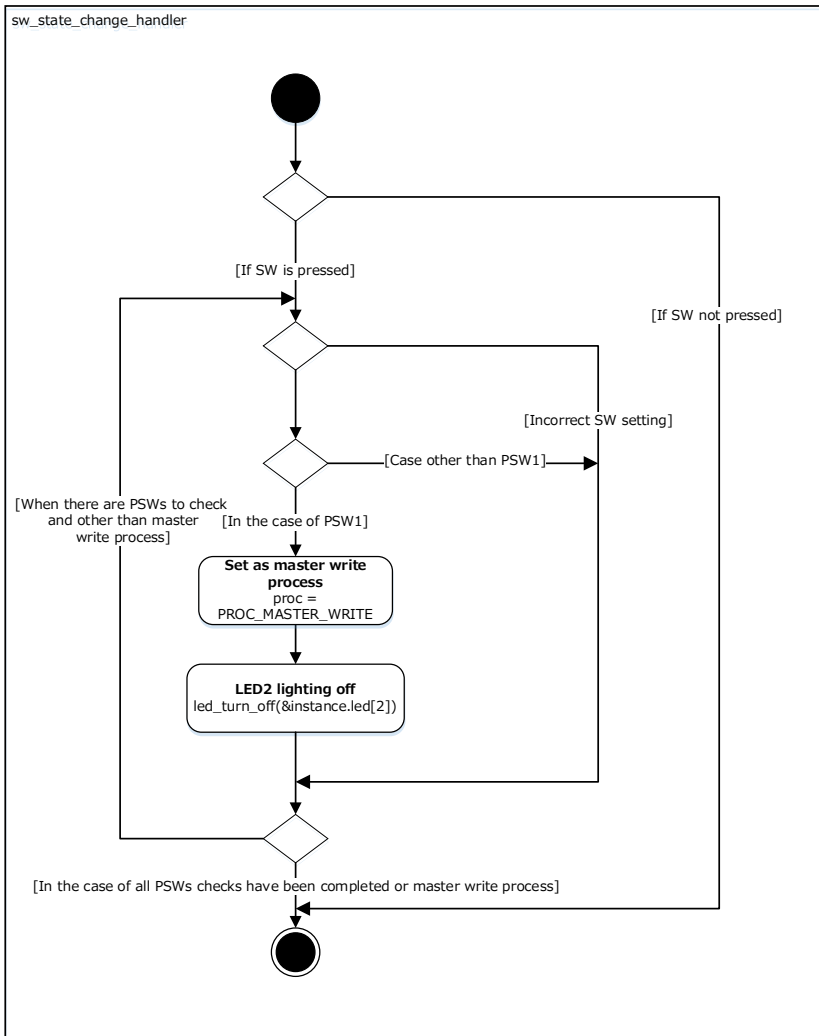 sw_state_change_handler
[If SW is pressed]
[If SW not pressed]
[Incorrect SW setting]
[Case other than PSW1]
[When there are PSWs to check
and other than master
write process]
[In the case of PSW1]
Set as master write
process
proc =
PROC_MASTER_WRITE
LED2 lighting off
led_turn_off(&instance.led[2])
[In the case of all PSWs checks have been completed or master write process]